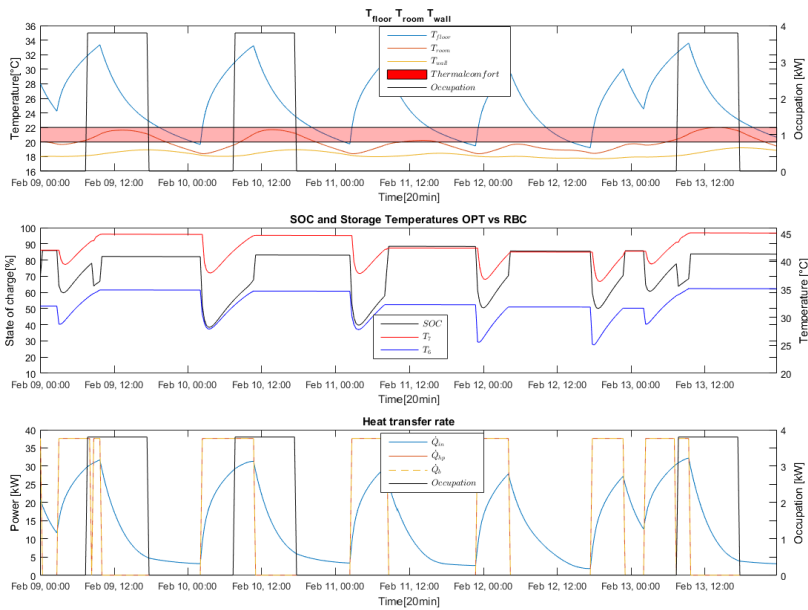 T_floor T_room T_wall
Temperature[°C]
36
34
32
30
28
26
24
22
20
18
16
T_floor
T_room
T_wall
Thermalcomfort
Occupation
4
3
2
1
0
Occupation [kW]
Feb 09, 00:00 Feb 09, 12:00 Feb 10, 00:00 Feb 10, 12:00 Feb 11, 00:00 Feb 11, 12:00 Feb 12, 00:00 Feb 12, 12:00 Feb 13, 00:00 Feb 13, 12:00
Time[20min]
SOC and Storage Temperatures OPT vs RBC
State of charge[%]
100
90
80
70
60
50
40
30
20
10
SOC
T_7
T_6
45
40
35
30
25
20
Temperature [°C]
Feb 09, 00:00 Feb 09, 12:00 Feb 10, 00:00 Feb 10, 12:00 Feb 11, 00:00 Feb 11, 12:00 Feb 12, 00:00 Feb 12, 12:00 Feb 13, 00:00 Feb 13, 12:00
Time[20min]
Heat transfer rate
Power [kW]
40
35
30
25
20
15
10
5
0
Q̇_in
Q̇_hp
Q̇_b
Occupation
4
3
2
1
0
Occupation [kW]
Feb 09, 00:00 Feb 09, 12:00 Feb 10, 00:00 Feb 10, 12:00 Feb 11, 00:00 Feb 11, 12:00 Feb 12, 00:00 Feb 12, 12:00 Feb 13, 00:00 Feb 13, 12:00
Time[20min]